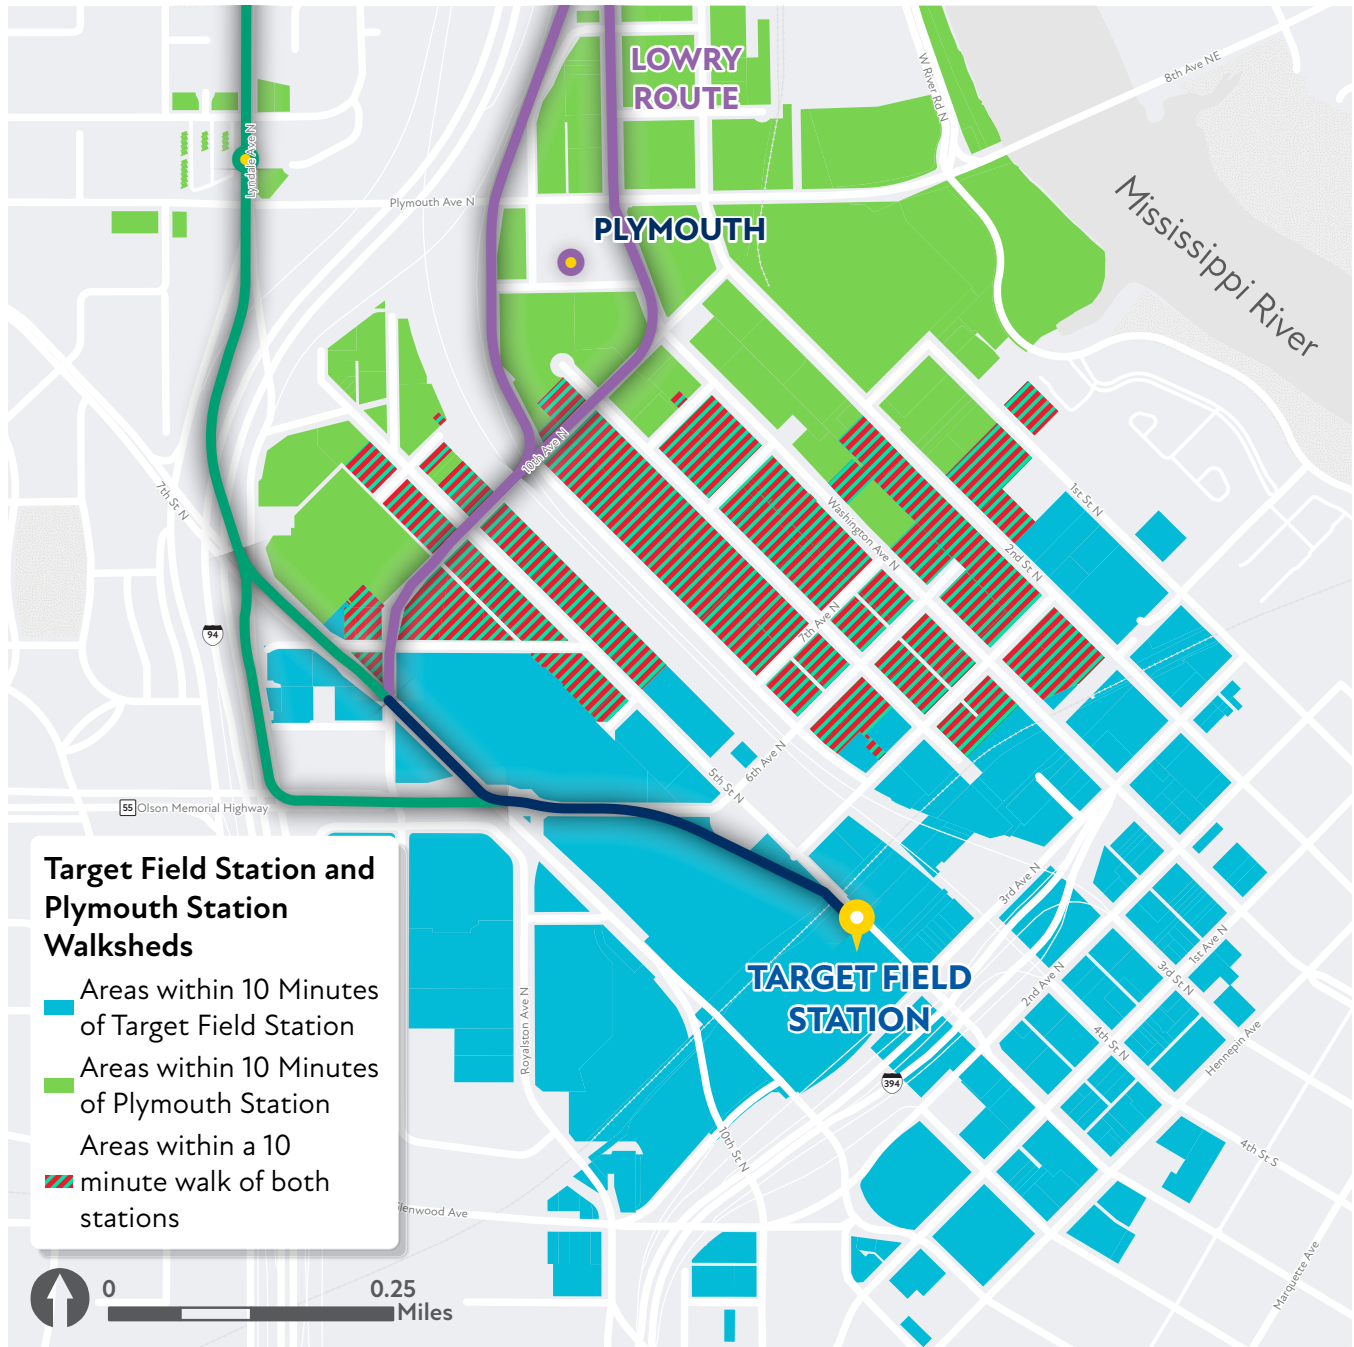 LOWRY
ROUTE
W River Rd N
8th Ave NE
Lyndale Ave N
Plymouth Ave N
PLYMOUTH
Mississippi River
10th Ave N
7th St N
1st St N
Washington Ave N
2nd St N
7th Ave N
94
5th St N
6th Ave N
55
Olson Memorial Highway
3rd Ave N
1st Ave N
3rd St N
2nd Ave N
TARGET FIELD
STATION
4th St N
Hennepin Ave
Royalston Ave N
394
10th St N
4th St S
Glenwood Ave
Marquette Ave
Target Field Station and
Plymouth Station
Walksheds
Areas within 10 Minutes
of Target Field Station
Areas within 10 Minutes
of Plymouth Station
Areas within a 10
minute walk of both
stations
0
0.25
Miles